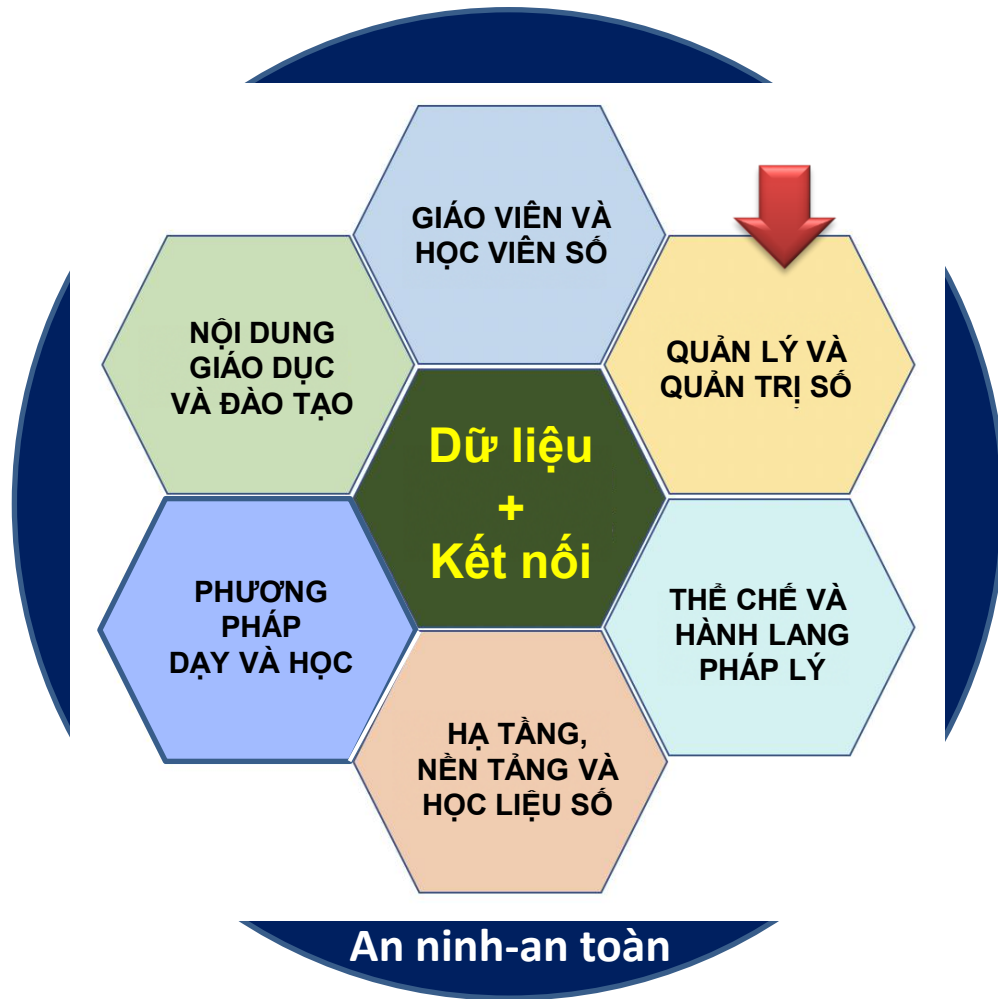 GIÁO VIÊN VÀ
HỌC VIÊN SỐ
NỘI DUNG
GIÁO DỤC
VÀ ĐÀO TẠO
QUẢN LÝ VÀ
QUẢN TRỊ SỐ
Dữ liệu
+
Kết nối
PHƯƠNG
PHÁP
DẠY VÀ HỌC
THỂ CHẾ VÀ
HÀNH LANG
PHÁP LÝ
HẠ TẦNG,
NỀN TẢNG VÀ
HỌC LIỆU SỐ
An ninh-an toàn